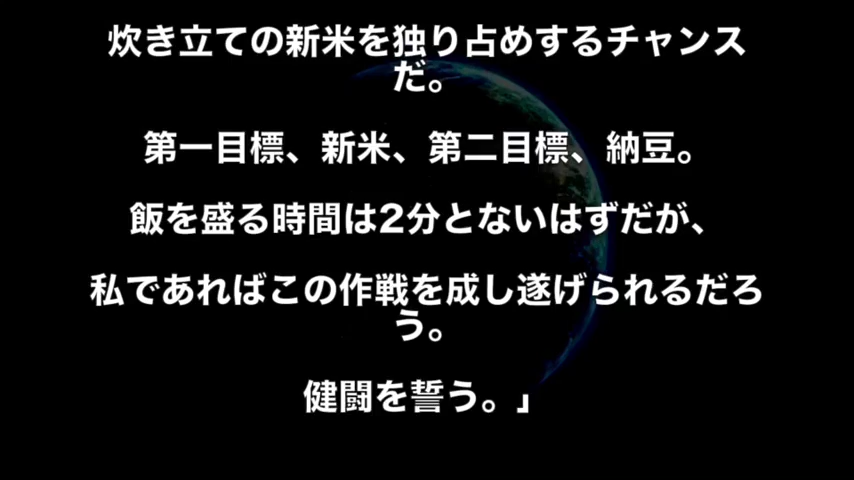 炊き立ての新米を独り占めするチャンス
だ。
第一目標、新米、第二目標、納豆。
飯を盛る時間は2分とないはずだが、
私であればこの作戦を成し遂げられるだろ
う。
健闘を誓う。」